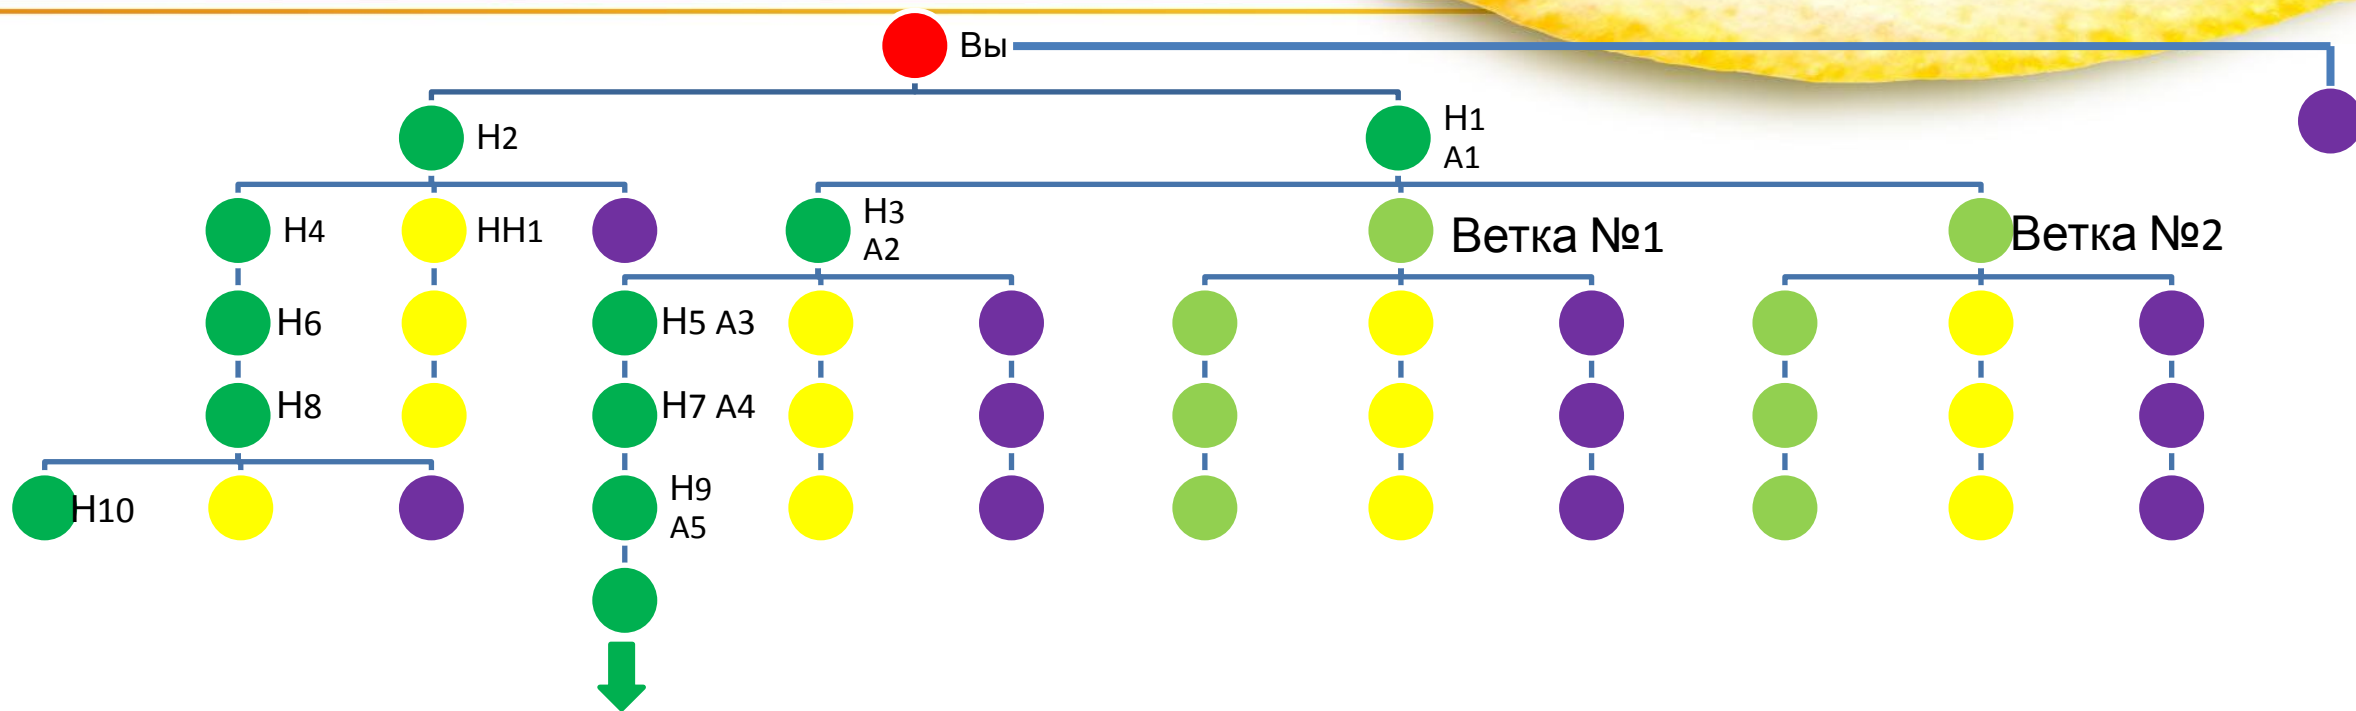 Вы
Н2
Н1
А1
Н4
НН1
Н3
А2
Ветка №1
Ветка №2
Н6
Н5 А3
Н8
Н7 А4
Н10
Н9
А5